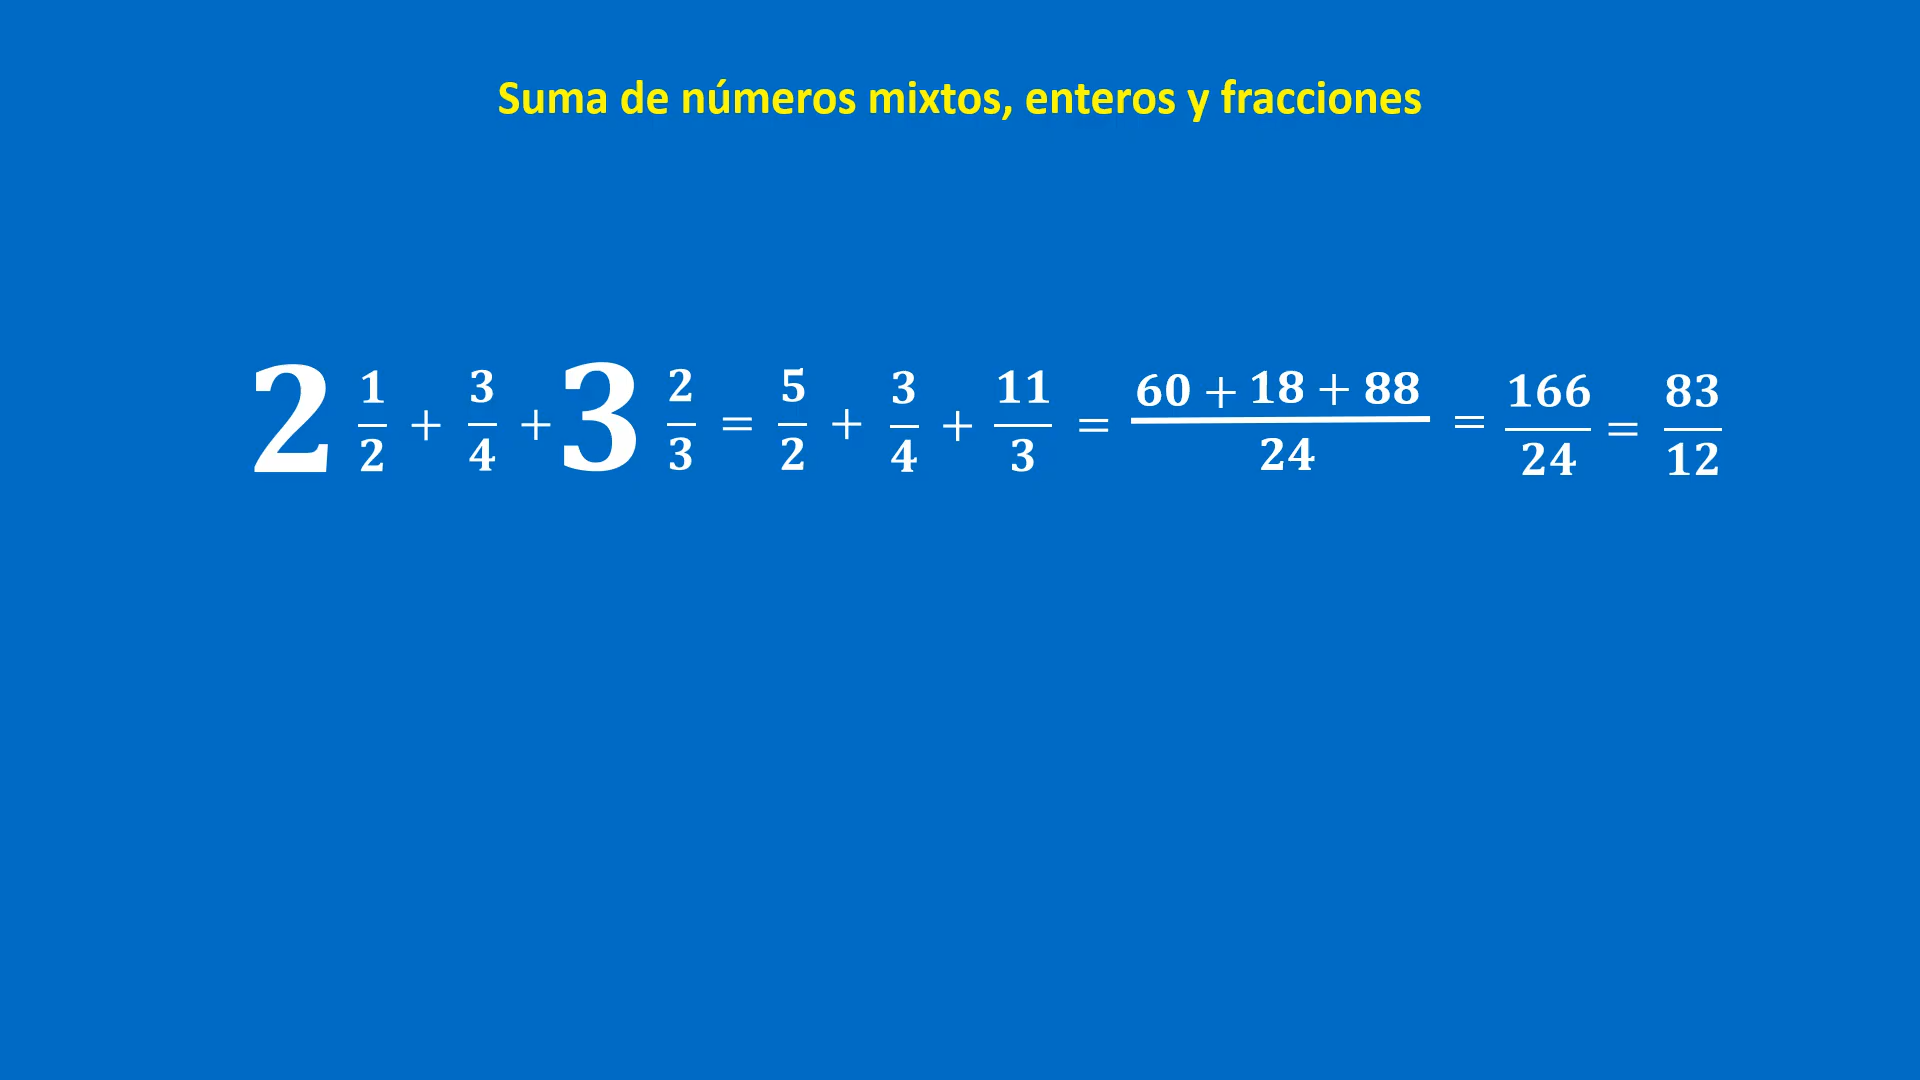 Suma de números mixtos, enteros y fracciones
2 1/2 + 3/4 + 3 2/3 = 5/2 + 3/4 + 11/3 = (60 + 18 + 88)/24 = 166/24 = 83/12